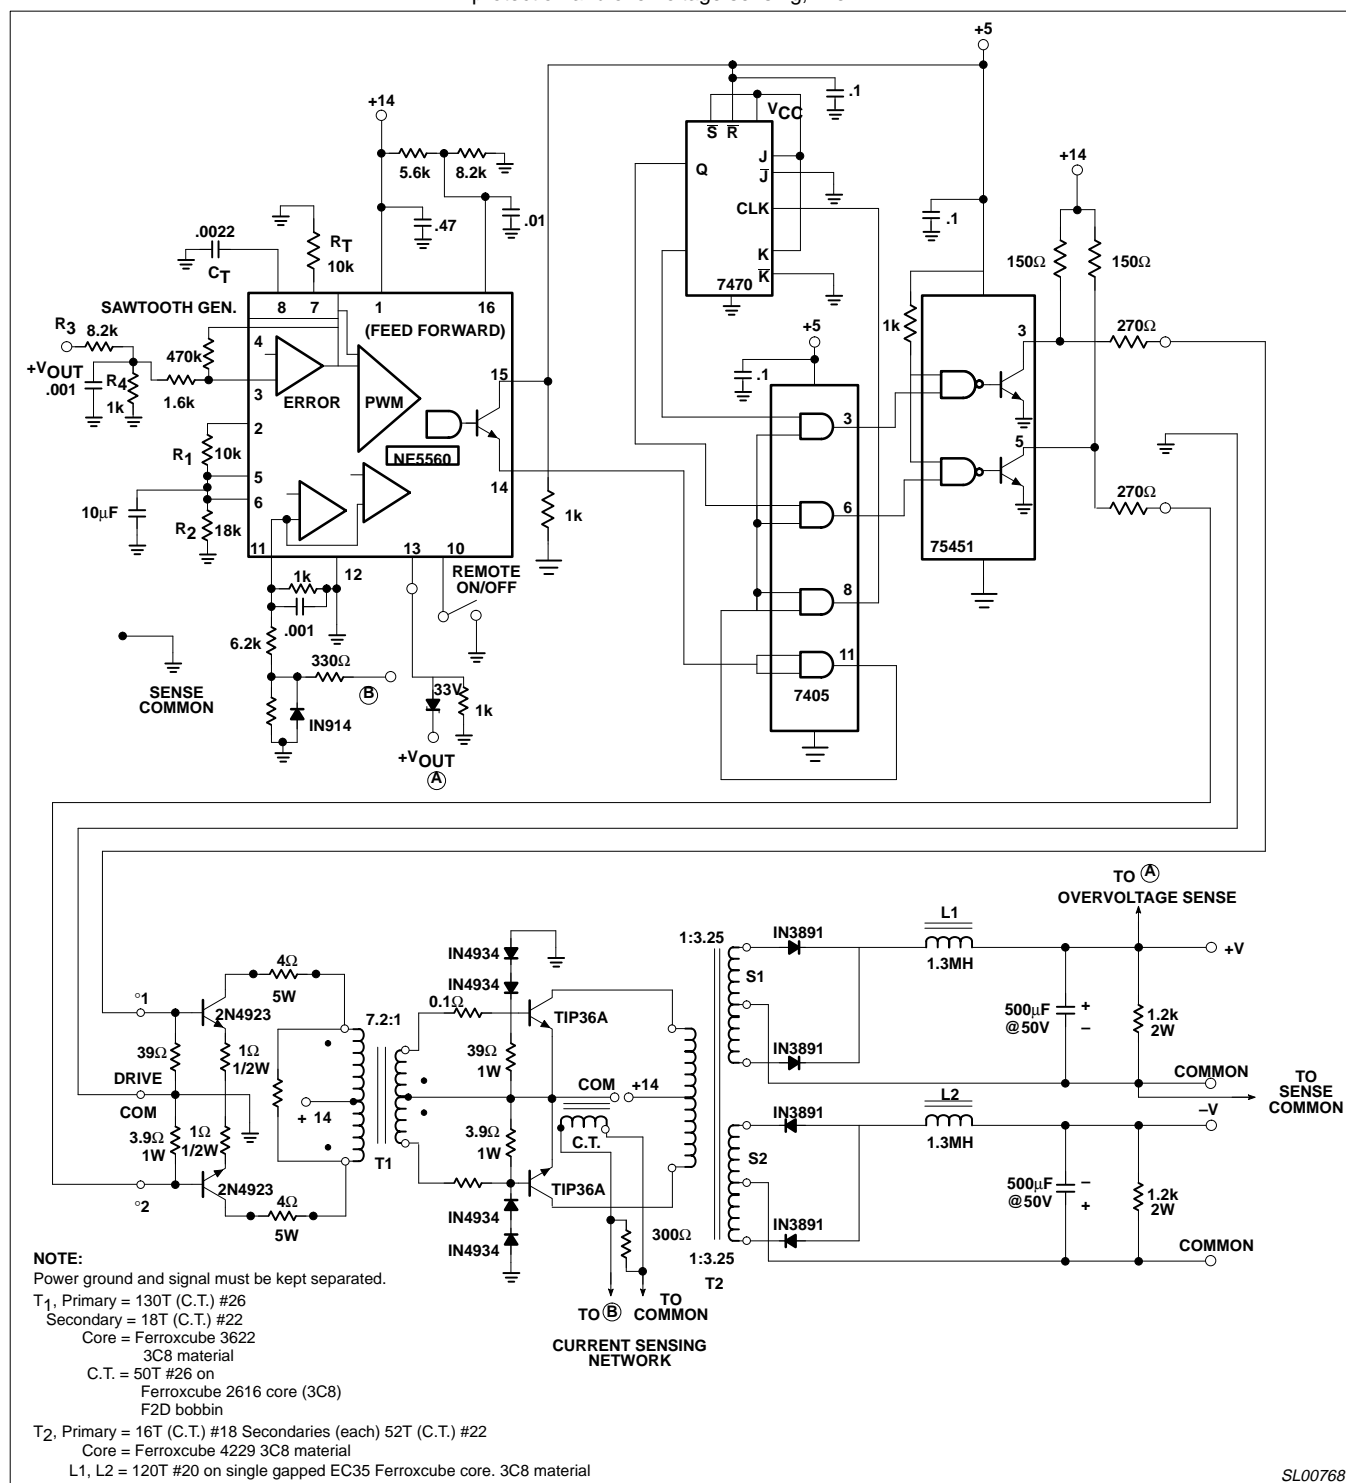 +5
.1
+14
VCC
S R
5.6k 8.2k
J
+14
Q
J
CLK
.47
.01
.1
.0022
RT
10k
CT
K
150Ω 150Ω
K
SAWTOOTH GEN.
8 7 1 16
7470
R3
8.2k
(FEED FORWARD)
+5
1k
3
270Ω
4
470k
+VOUT
.001
R4
1k
1.6k
3
ERROR
PWM
15
.1
2
NE5560
3
R1
10k
5
5
6
14
270Ω
10μF
R2
18k
6
1k
75451
11
12
13 10
REMOTE
ON/OFF
1k
8
.001
6.2k
330Ω
11
SENSE
COMMON
B
33V
7405
IN914
1k
+VOUT
A
TO A
OVERVOLTAGE SENSE
L1
1:3.25
IN3891
IN4934
+V
4Ω
S1
1.3MH
5W
IN4934
°1
2N4923
0.1Ω
7.2:1
TIP36A
500μF
@50V
+
–
1.2k
2W
39Ω
1Ω
1/2W
39Ω
1W
IN3891
DRIVE
COM +14
COMMON
L2
TO
SENSE
COMMON
COM
+ 14
IN3891
–V
3.9Ω
1W
1Ω
1/2W
3.9Ω
1W
C.T.
1.3MH
T1
S2
2N4923
TIP36A
500μF
@50V
–
+
1.2k
2W
°2
4Ω
5W
IN4934
300Ω
IN3891
COMMON
1:3.25
T2
TO B
TO
COMMON
CURRENT SENSING
NETWORK
NOTE:
Power ground and signal must be kept separated.
T1, Primary = 130T (C.T.) #26
Secondary = 18T (C.T.) #22
Core = Ferroxcube 3622
3C8 material
C.T. = 50T #26 on
Ferroxcube 2616 core (3C8)
F2D bobbin
T2, Primary = 16T (C.T.) #18 Secondaries (each) 52T (C.T.) #22
Core = Ferroxcube 4229 3C8 material
L1, L2 = 120T #20 on single gapped EC35 Ferroxcube core. 3C8 material
SL00768